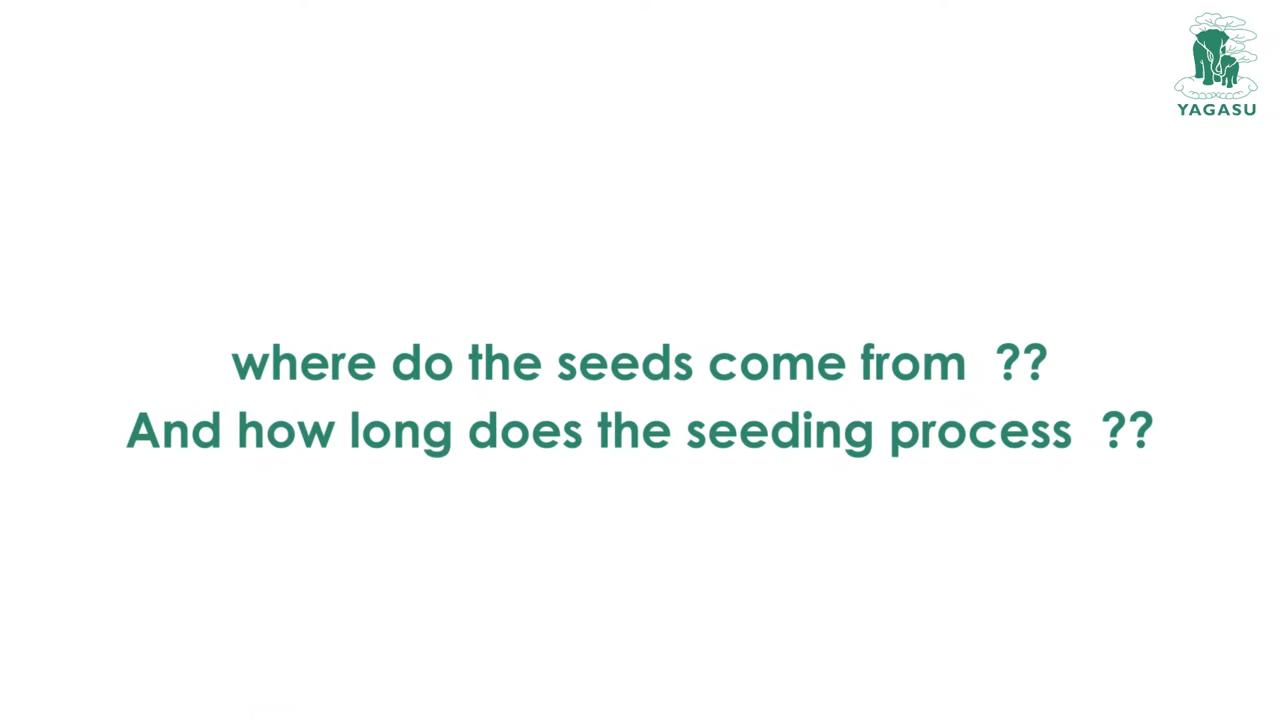 YAGASU
where do the seeds come from ??
And how long does the seeding process ??